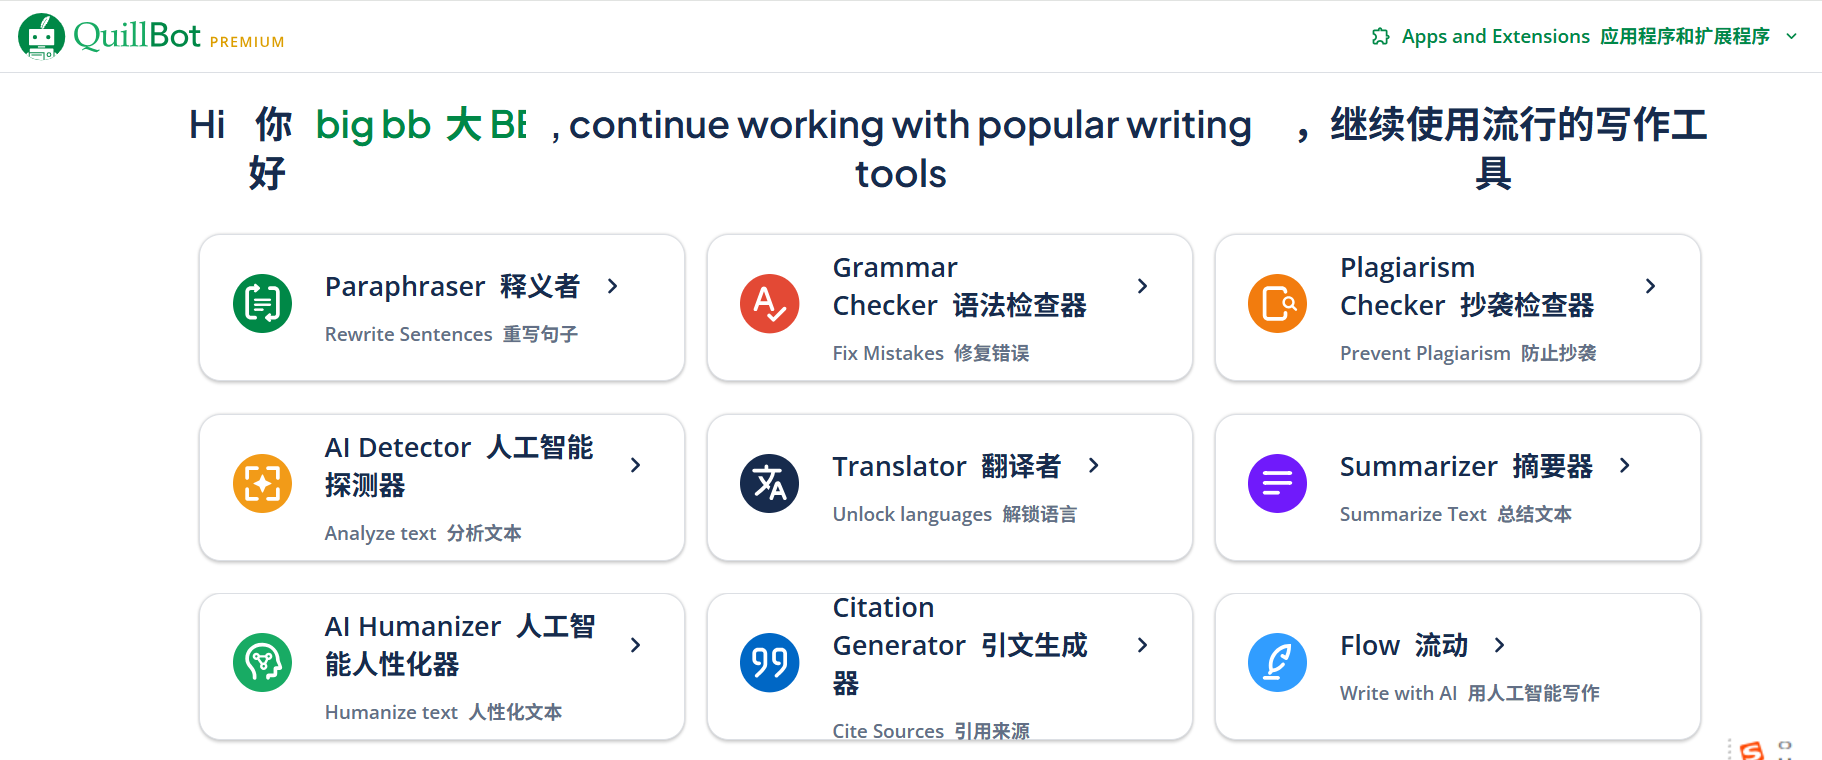 QuillBot PREMIUM
Apps and Extensions 应用程序和扩展程序
Hi 你好 big bb 大 , continue working with popular writing tools ，继续使用流行的写作工具
Paraphraser 释义者
Rewrite Sentences 重写句子
Grammar
Checker 语法检查器
Fix Mistakes 修复错误
Plagiarism
Checker 抄袭检查器
Prevent Plagiarism 防止抄袭
AI Detector 人工智能
探测器
Analyze text 分析文本
Translator 翻译者
Unlock languages 解锁语言
Summarizer 摘要器
Summarize Text 总结文本
AI Humanizer 人工智
能人性化器
Humanize text 人性化文本
Citation
Generator 引文生成
器
Cite Sources 引用来源
Flow 流动
Write with AI 用人工智能写作